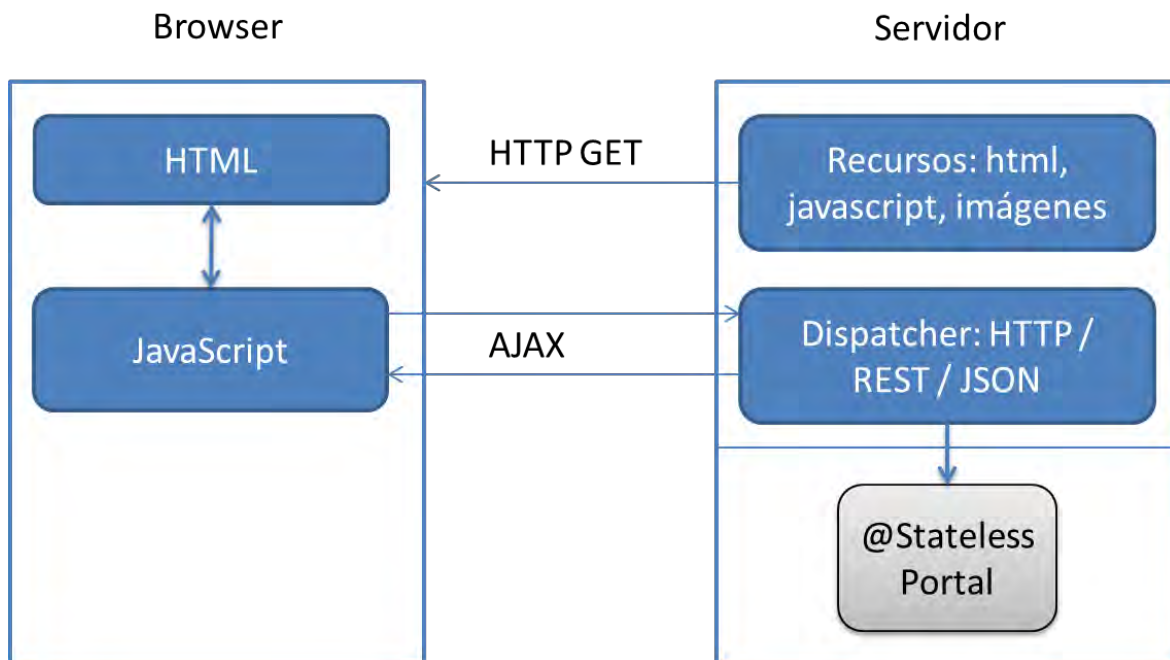 Browser
Servidor
HTML
HTTP GET
Recursos: html,
javascript, imágenes
JavaScript
AJAX
Dispatcher: HTTP /
REST / JSON
@Stateless
Portal